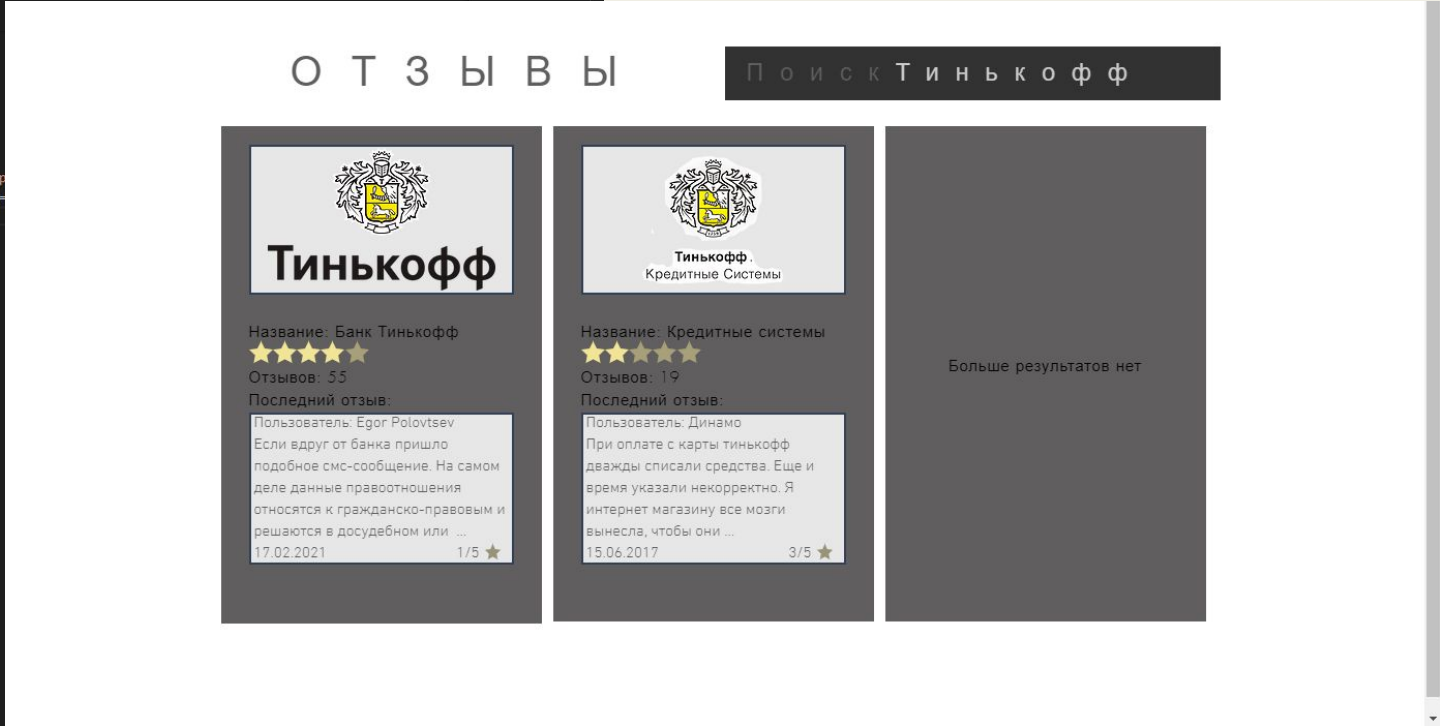 ОТЗЫВЫ
Поиск Тинькофф
Тинькофф
Название: Банк Тинькофф
Отзывов: 55
Последний отзыв:
Пользователь: Egor Polovtsev
Если вдруг от банка пришло
подобное смс-сообщение. На самом
деле данные правоотношения
относятся к гражданско-правовым и
решаются в досудебном или ...
17.02.2021 1/5
Тинькофф.
Кредитные Системы
Название: Кредитные системы
Отзывов: 19
Последний отзыв:
Пользователь: Динамо
При оплате с карты тинькофф
дважды списали средства. Еще и
время указали некорректно. Я
интернет магазину все мозги
вынесла, чтобы они ...
15.06.2017 3/5
Больше результатов нет